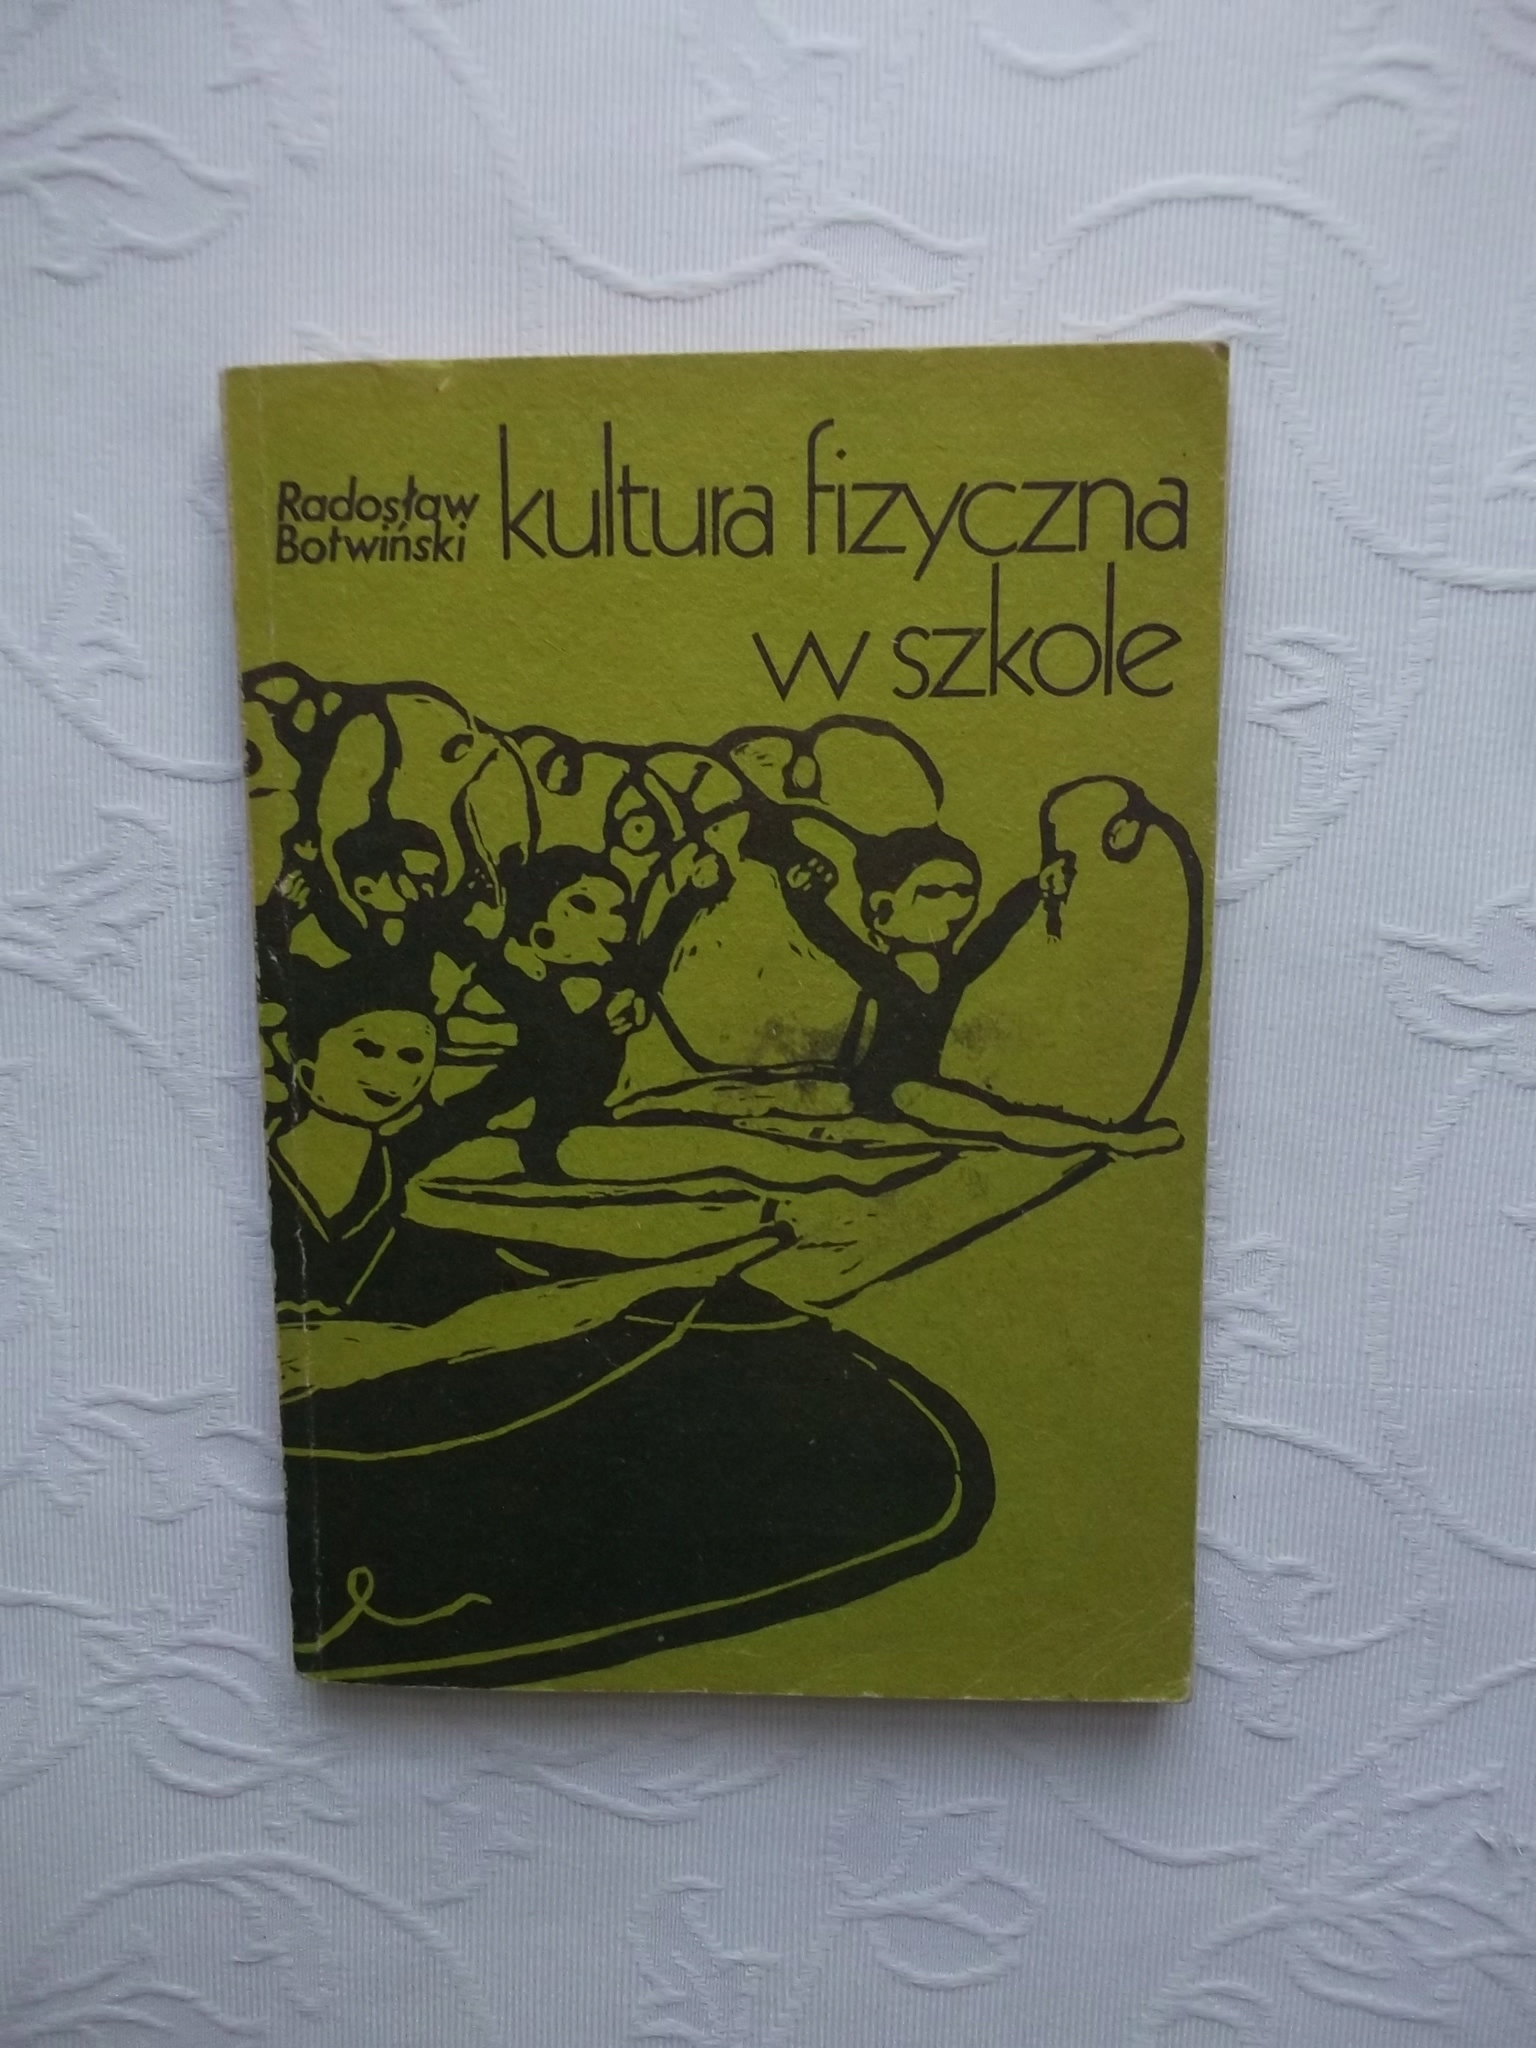 Radosław
Botwiński
kultura fizyczna
w szkole